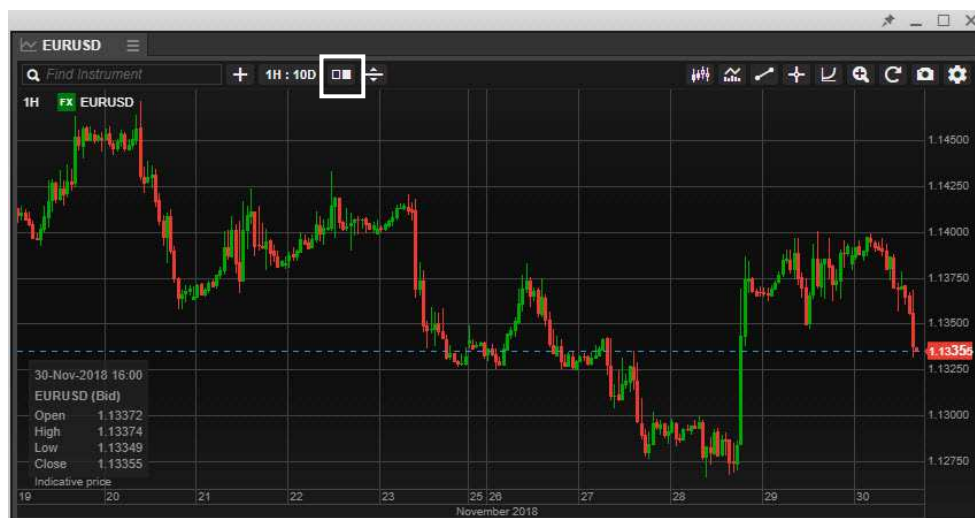 EURUSD
Find Instrument
1H : 10D
1H FX EURUSD
1.14500
1.14250
1.14000
1.13750
1.13500
1.13355
1.13250
1.13000
1.12750
30-Nov-2018 16:00
EURUSD (Bid)
Open 1.13372
High 1.13374
Low 1.13349
Close 1.13355
Indicative price
19 20 21 22 23 25 26 27 28 29 30
November 2018